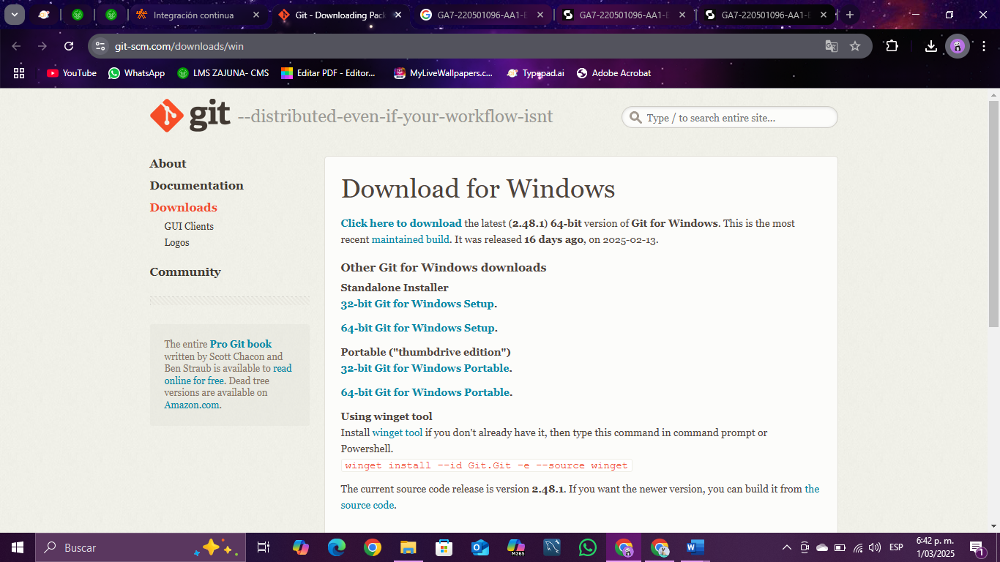 Integración continua
Git - Downloading Pac
GA7-220501096-AA1-E
GA7-220501096-AA1-E
GA7-220501096-AA1-E
git-scm.com/downloads/win
YouTube
WhatsApp
LMS ZAJUNA- CMS
Editar PDF - Editor...
MyLiveWallpapers.c...
Typepod.ai
Adobe Acrobat
git --distributed-even-if-your-workflow-isnt
Type / to search entire site...
About
Documentation
Downloads
GUI Clients
Logos
Community
The entire Pro Git book
written by Scott Chacon and
Ben Straub is available to read
online for free. Dead tree
versions are available on
Amazon.com.
Download for Windows
Click here to download the latest (2.48.1) 64-bit version of Git for Windows. This is the most
recent maintained build. It was released 16 days ago, on 2025-02-13.
Other Git for Windows downloads
Standalone Installer
32-bit Git for Windows Setup.
64-bit Git for Windows Setup.
Portable ("thumbdrive edition")
32-bit Git for Windows Portable.
64-bit Git for Windows Portable.
Using winget tool
Install winget tool if you don't already have it, then type this command in command prompt or
Powershell.
winget install --id Git.Git -e --source winget
The current source code release is version 2.48.1. If you want the newer version, you can build it from the
source code.
Buscar
M365
ESP
6:42 p. m.
1/03/2025
1